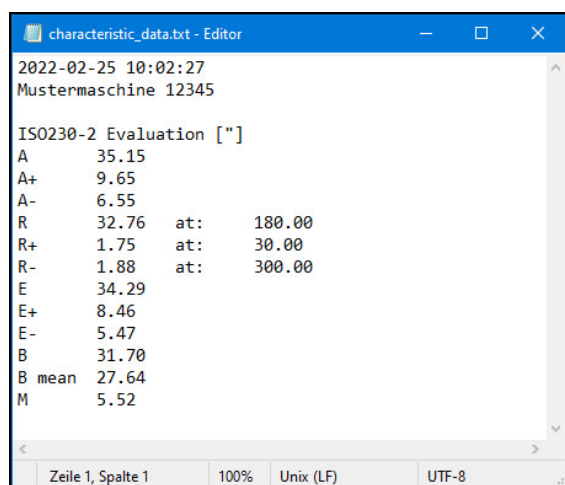 characteristic_data.txt - Editor
2022-02-25 10:02:27
Mustermaschine 12345
ISO230-2 Evaluation ["]
A 35.15
A+ 9.65
A- 6.55
R 32.76 at: 180.00
R+ 1.75 at: 30.00
R- 1.88 at: 300.00
E 34.29
E+ 8.46
E- 5.47
B 31.70
B mean 27.64
M 5.52
Zeile 1, Spalte 1 100% Unix (LF) UTF-8